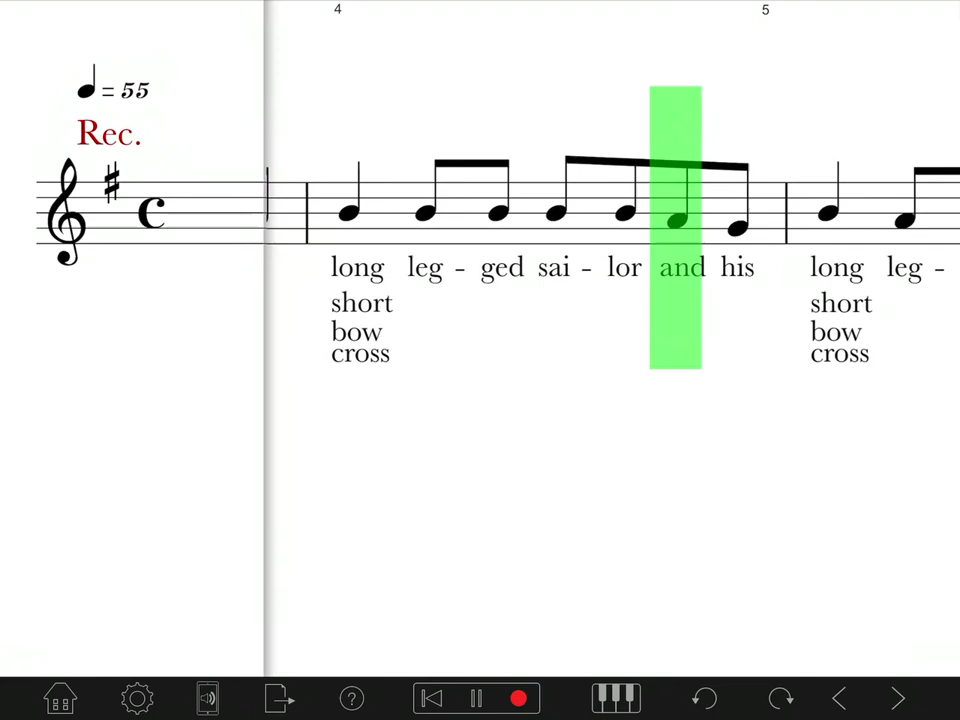 4 5
= 55
Rec.
long leg - ged sai - lor and his long leg -
short short
bow bow
cross cross
?